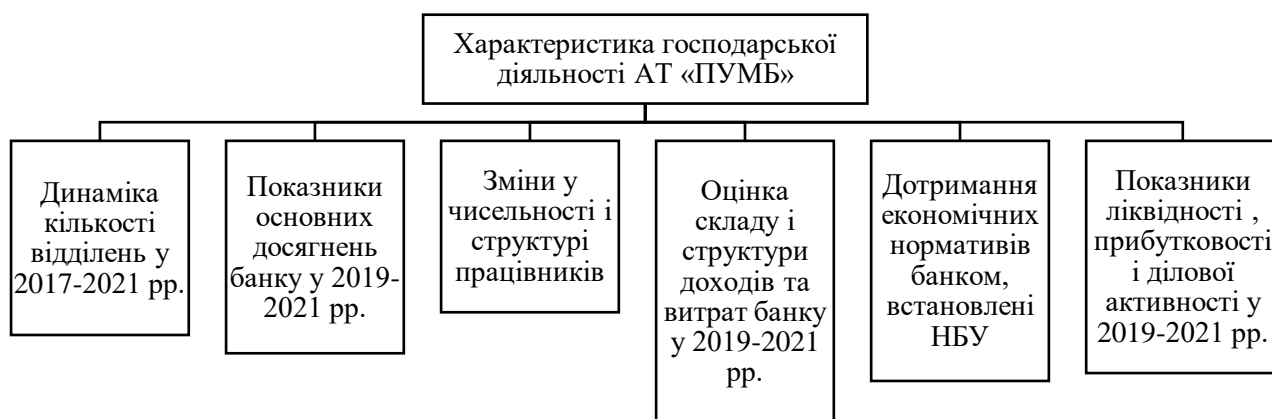 Характеристика господарської
діяльності АТ «ПУМБ»
Динаміка
кількості
відділень у
2017-2021 рр.
Показники
основних
досягнень
банку у 2019-
2021 рр.
Зміни у
чисельності і
структурі
працівників
Оцінка
складу і
структури
доходів та
витрат банку
у 2019-2021
рр.
Дотримання
економічних
нормативів
банком,
встановлені
НБУ
Показники
ліквідності ,
прибутковості
і ділової
активності у
2019-2021 рр.